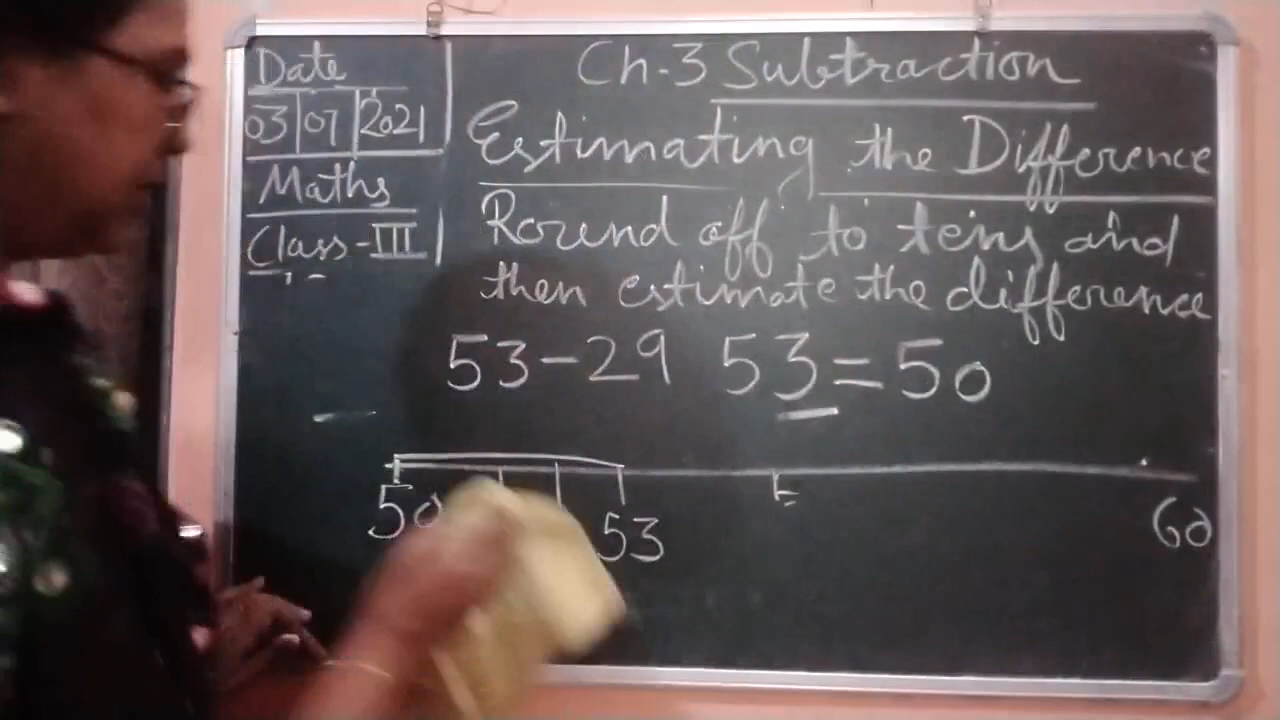 Date
03 07 2021
Maths
Class-III
Ch-3 Subtraction
Estimating the Difference
Round off to tens and
then estimate the difference
53-29 53=50
50 53 60